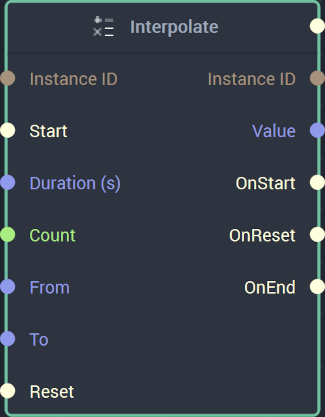 Interpolate
Instance ID Instance ID
Start Value
Duration (s) OnStart
Count OnReset
From OnEnd
To
Reset